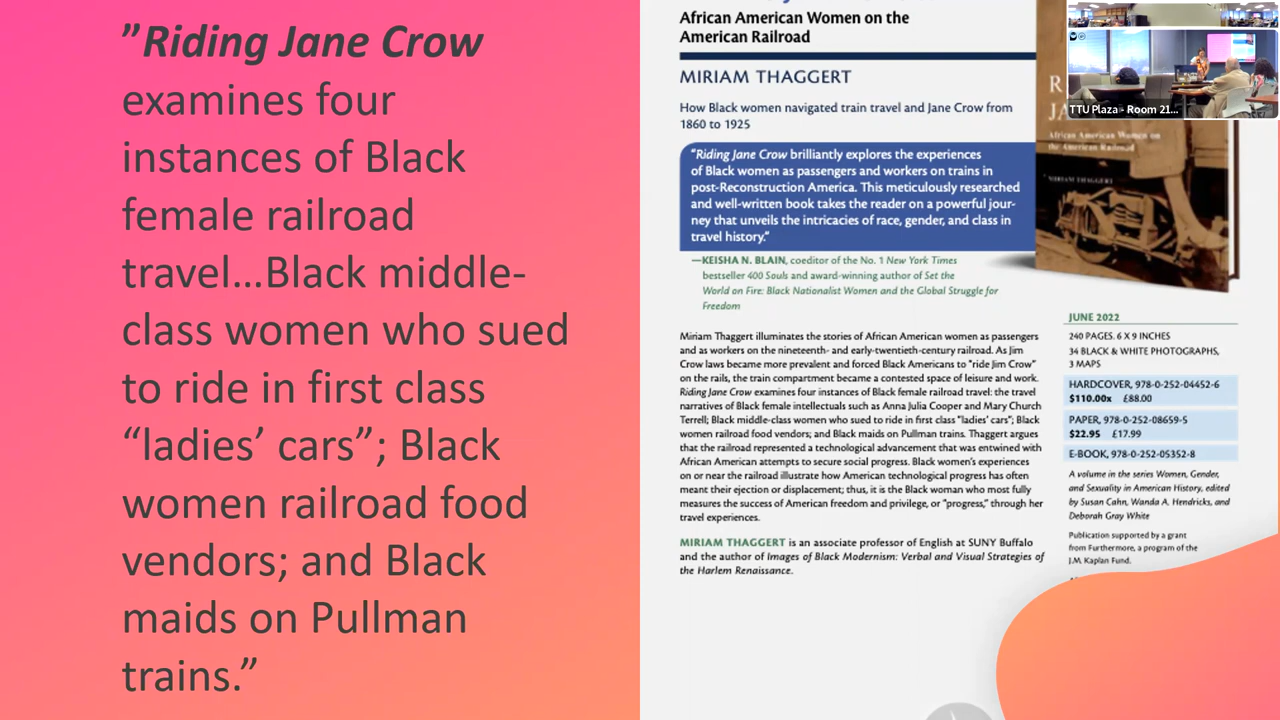 ”Riding Jane Crow
examines four
instances of Black
female railroad
travel…Black middle-
class women who sued
to ride in first class
“ladies’ cars”; Black
women railroad food
vendors; and Black
maids on Pullman
trains.”
African American Women on the
American Railroad
MIRIAM THAGGERT
How Black women navigated train travel and Jane Crow from
1860 to 1925
“Riding Jane Crow brilliantly explores the experiences
of Black women as passengers and workers on trains in
post-Reconstruction America. This meticulously researched
and well-written book takes the reader on a powerful jour-
ney that unveils the intricacies of race, gender, and class in
travel history.”
—KEISHA N. BLAIN, coeditor of the No. 1 New York Times
bestseller 400 Souls and award-winning author of Set the
World on Fire: Black Nationalist Women and the Global Struggle for
Freedom
Miriam Thaggert illuminates the stories of African American women as passengers
and as workers on the nineteenth- and early-twentieth-century railroad. As Jim
Crow laws became more prevalent and forced Black Americans to “ride Jim Crow”
on the rails, the train compartment became a contested space of leisure and work.
Riding Jane Crow examines four instances of Black female railroad travel: the travel
narratives of Black female intellectuals such as Anna Julia Cooper and Mary Church
Terrell; Black middle-class women who sued to ride in first class “ladies’ cars”; Black
women railroad food vendors; and Black maids on Pullman trains. Thaggert argues
that the railroad represented a technological advancement that was entwined with
African American attempts to secure social progress. Black women’s experiences
on or near the railroad illustrate how American technological progress has often
meant their ejection or displacement; thus, it is the Black woman who most fully
measures the success of American freedom and privilege, or “progress,” through her
travel experiences.
MIRIAM THAGGERT is an associate professor of English at SUNY Buffalo
and the author of Images of Black Modernism: Verbal and Visual Strategies of
the Harlem Renaissance.
TTU Plaza - Room 21...
R
JA
African American Women on
the American Railroad
MIRIAM THAGGERT
JUNE 2022
240 PAGES. 6 X 9 INCHES
34 BLACK & WHITE PHOTOGRAPHS,
3 MAPS
HARDCOVER, 978-0-252-04452-6
$110.00x £88.00
PAPER, 978-0-252-08659-5
$22.95 £17.99
E-BOOK, 978-0-252-05352-8
A volume in the series Women, Gender,
and Sexuality in American History, edited
by Susan Cahn, Wanda A. Hendricks, and
Deborah Gray White
Publication supported by a grant
from Furthermore, a program of the
J.M. Kaplan Fund.